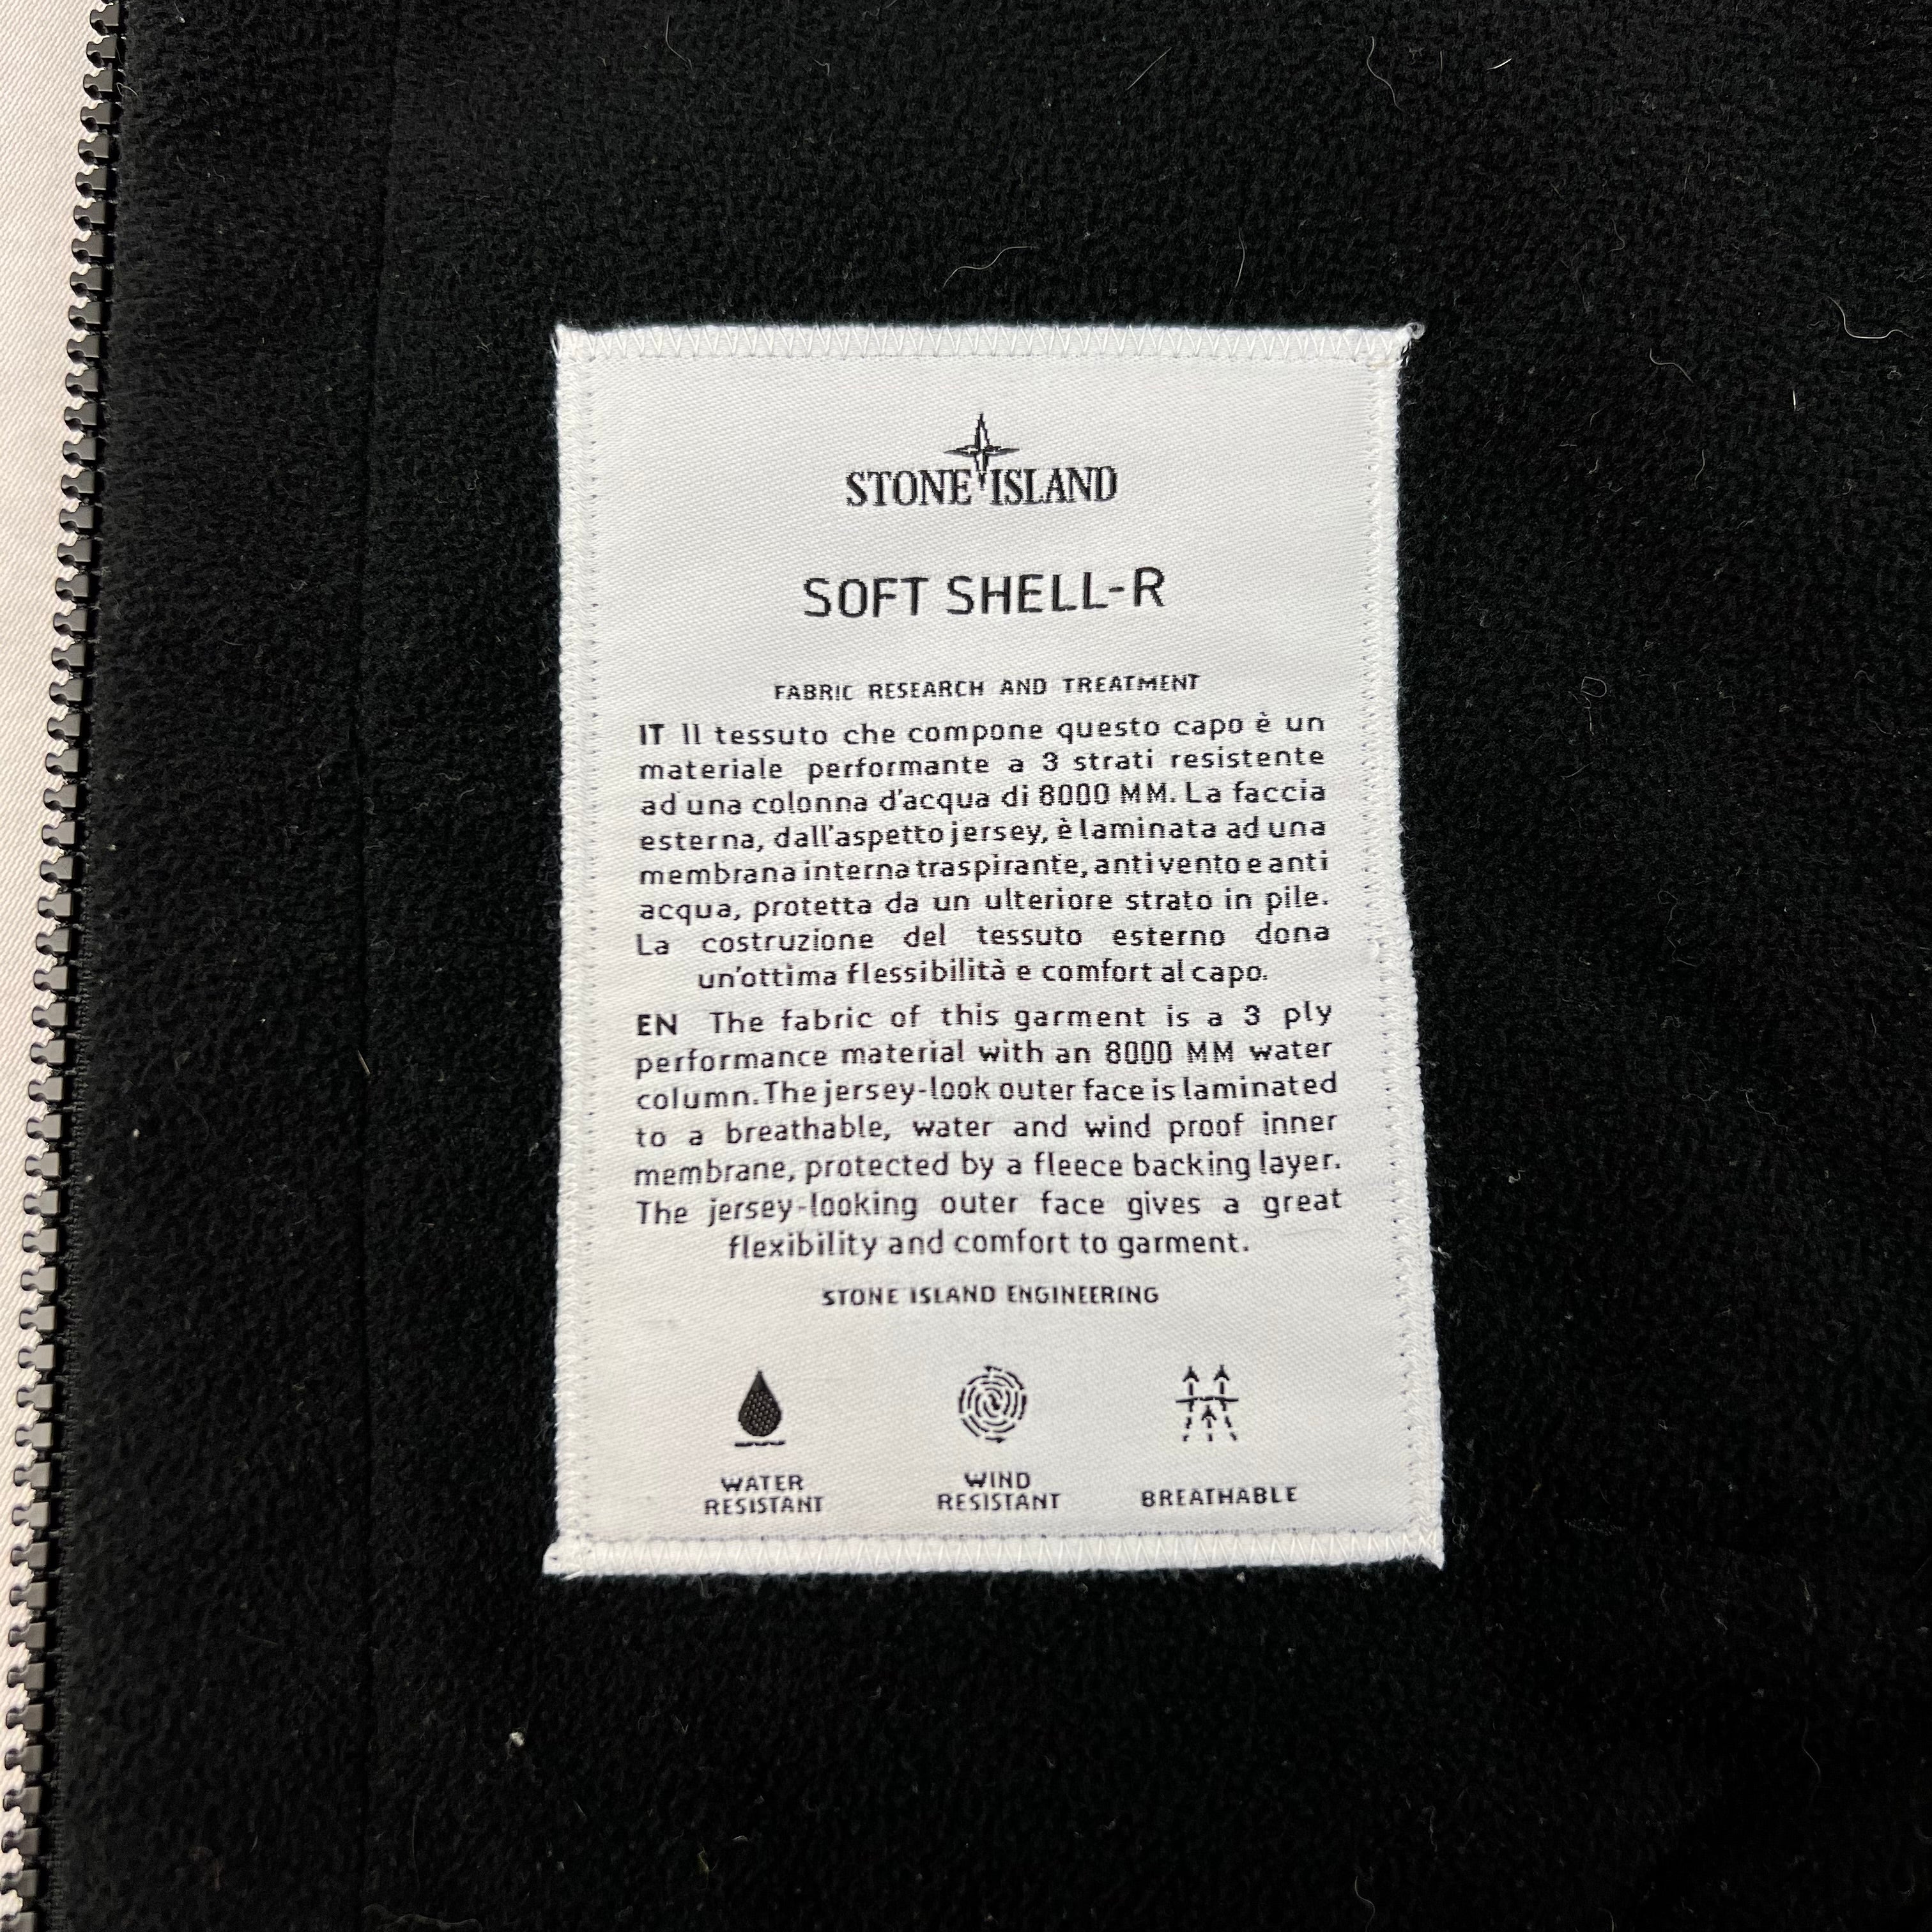 STONE ISLAND
SOFT SHELL-R
FABRIC RESEARCH AND TREATMENT
IT Il tessuto che compone questo capo è un
materiale performante a 3 strati resistente
ad una colonna d'acqua di 8000 MM. La faccia
esterna, dall'aspetto jersey, è laminata ad una
membrana interna traspirante, antivento e anti
acqua, protetta da un ulteriore strato in pile.
La costruzione del tessuto esterno dona
un'ottima flessibilità e comfort al capo.
EN The fabric of this garment is a 3 ply
performance material with an 8000 MM water
column. The jersey-look outer face is laminated
to a breathable, water and wind proof inner
membrane, protected by a fleece backing layer.
The jersey-looking outer face gives a great
flexibility and comfort to garment.
STONE ISLAND ENGINEERING
WATER
RESISTANT
WIND
RESISTANT
BREATHABLE